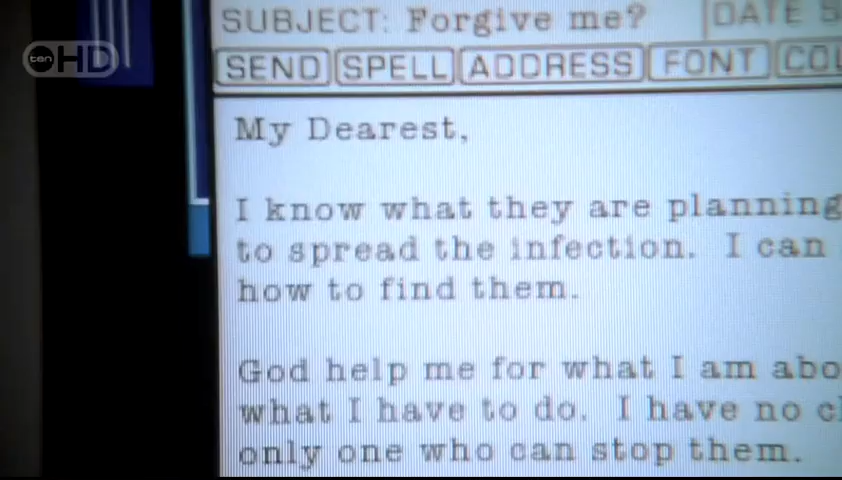 ten HD
SUBJECT: Forgive me?
DATE
SEND SPELL ADDRESS FONT
My Dearest,
I know what they are planning
to spread the infection. I can
how to find them.
God help me for what I am
what I have to do. I have no
only one who can stop them.